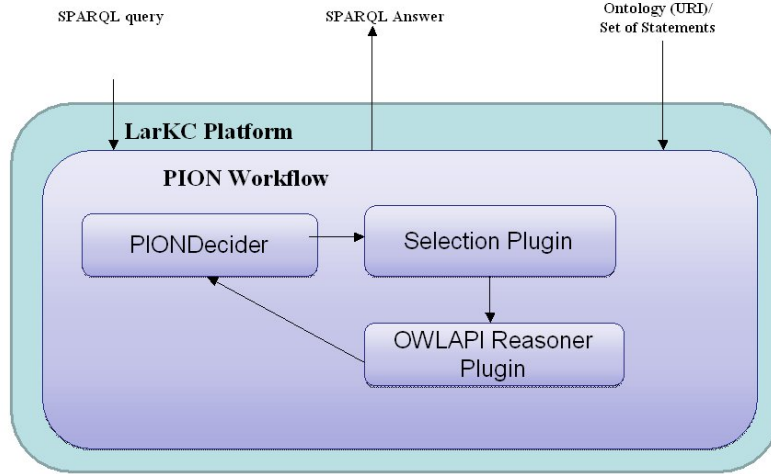 SPARQL query
SPARQL Answer
Ontology (URI)/
Set of Statements
LarKC Platform
PION Workflow
PIONDecider
Selection Plugin
OWLAPI Reasoner
Plugin